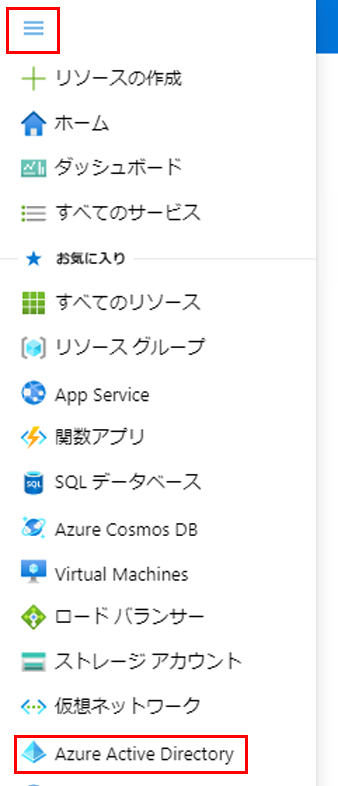 リソースの作成
ホーム
ダッシュボード
すべてのサービス
お気に入り
すべてのリソース
リソース グループ
App Service
関数アプリ
SQL
SQL データベース
Azure Cosmos DB
Virtual Machines
ロード バランサー
ストレージ アカウント
仮想ネットワーク
Azure Active Directory